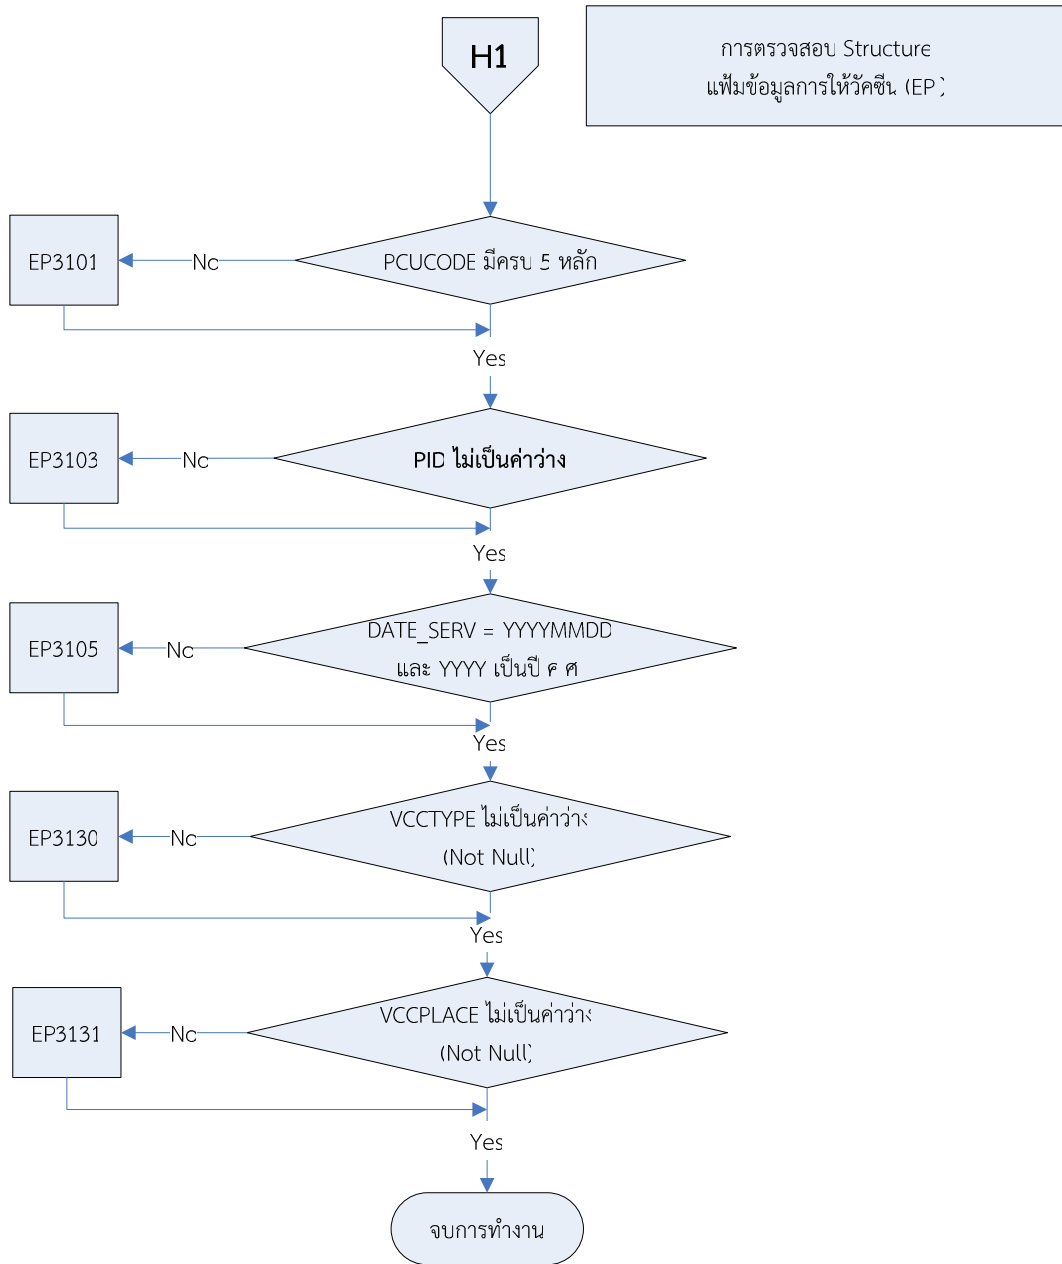 H1
การตรวจสอบ Structure
แฟ้มข้อมูลการให้วัคซีน (EP)
PCUCODE มีครบ 5 หลัก
No
EP3101
Yes
PID ไม่เป็นค่าว่าง
No
EP3103
Yes
DATE_SERV = YYYYMMDD
และ YYYY เป็นปี ค ศ
No
EP3105
Yes
VCCTYPE ไม่เป็นค่าว่าง
(Not Null)
No
EP3130
Yes
VCCPLACE ไม่เป็นค่าว่าง
(Not Null)
No
EP3131
Yes
จบการทำงาน